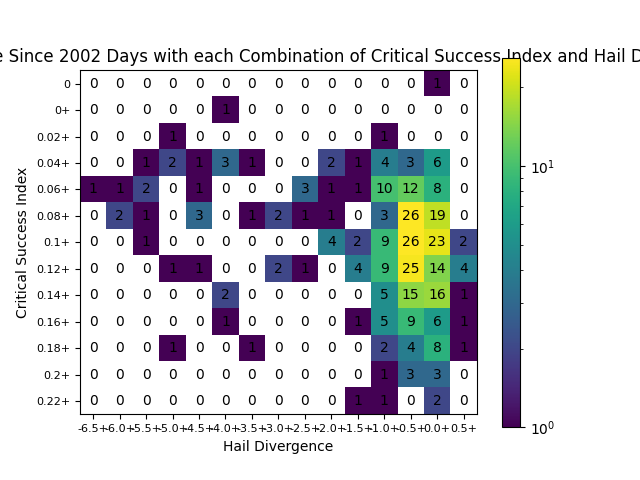 e Since 2002 Days with each Combination of Critical Success Index and Hail D
0 0 0 0 0 0 0 0 0 0 0 0 0 0 1 0
0+ 0 0 0 0 0 1 0 0 0 0 0 0 0 0 0
0.02+ 0 0 0 1 0 0 0 0 0 0 0 1 0 0 0
0.04+ 0 0 1 2 1 3 1 0 0 2 1 4 3 6 0
0.06+ 1 1 2 0 1 0 0 0 3 1 1 10 12 8 0
0.08+ 0 2 1 0 3 0 1 2 1 1 0 3 26 19 0
0.1+ 0 0 1 0 0 0 0 0 0 4 2 9 26 23 2
0.12+ 0 0 0 1 1 0 0 2 1 0 4 9 25 14 4
0.14+ 0 0 0 0 0 2 0 0 0 0 0 5 15 16 1
0.16+ 0 0 0 0 0 1 0 0 0 0 1 5 9 6 1
0.18+ 0 0 0 1 0 0 1 0 0 0 0 2 4 8 1
0.2+ 0 0 0 0 0 0 0 0 0 0 0 1 3 3 0
0.22+ 0 0 0 0 0 0 0 0 0 0 1 1 0 2 0
-6.5+ -6.0+ -5.5+ -5.0+ -4.5+ -4.0+ -3.5+ -3.0+ -2.5+ -2.0+ -1.5+ -1.0+ -0.5+ 0.0+ 0.5+
Hail Divergence
Critical Success Index
10¹
10⁰